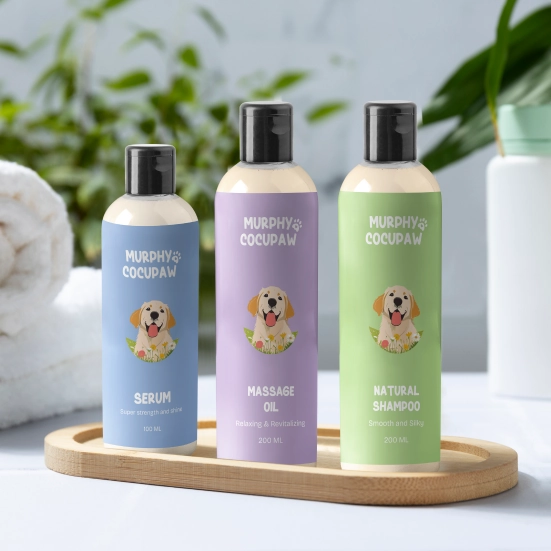 MURPHY
COCUPAW
SERUM
Super strength and shine
100 ML
MURPHY
COCUPAW
MASSAGE
OIL
Relaxing & Revitalizing
200 ML
MURPHY
COCUPAW
NATURAL
SHAMPOO
Smooth and Silky
200 ML